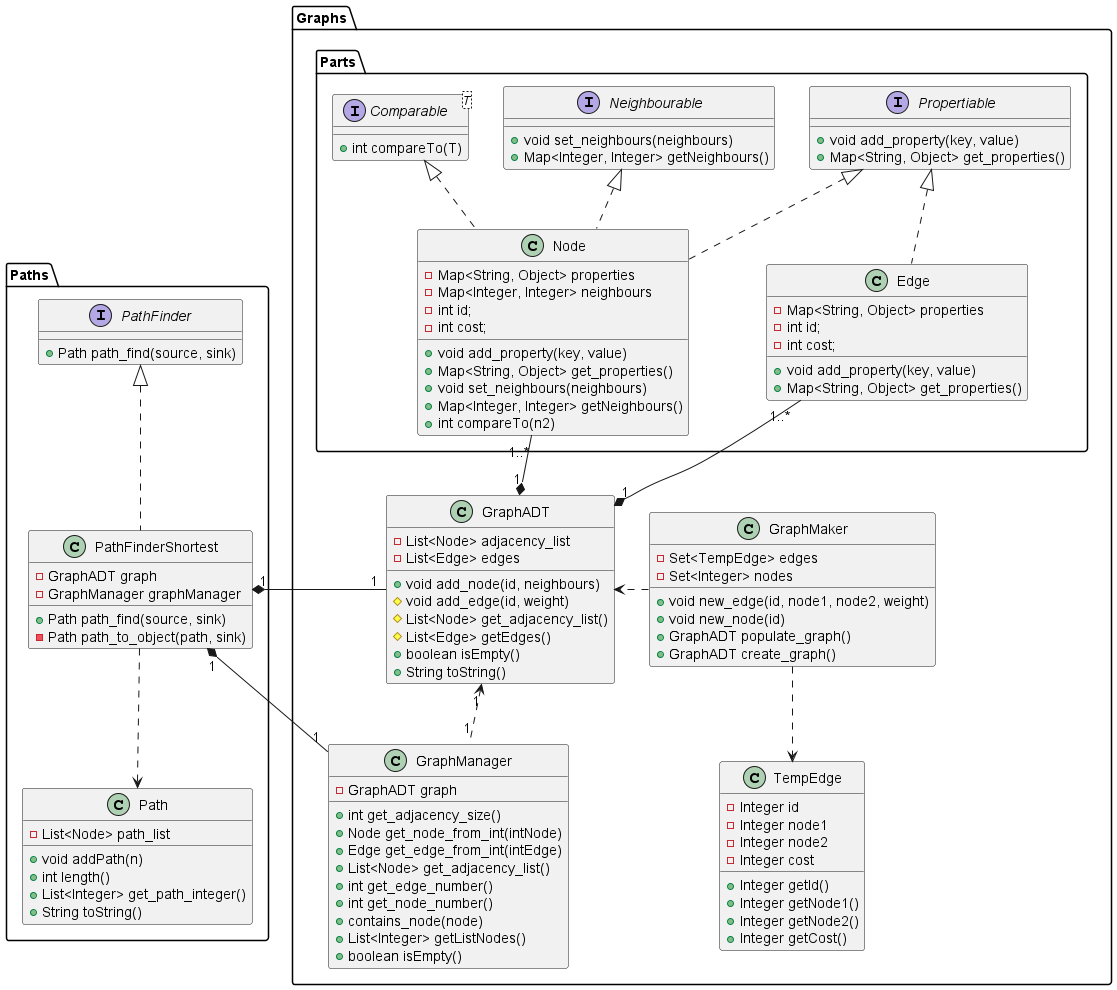 Graphs
Parts
I Comparable T
int compareTo(T)
I Neighbourable
void set_neighbours(neighbours)
Map<Integer, Integer> getNeighbours()
I Propertiable
void add_property(key, value)
Map<String, Object> get_properties()
C Node
Map<String, Object> properties
Map<Integer, Integer> neighbours
int id;
int cost;
void add_property(key, value)
Map<String, Object> get_properties()
void set_neighbours(neighbours)
Map<Integer, Integer> getNeighbours()
int compareTo(n2)
C Edge
Map<String, Object> properties
int id;
int cost;
void add_property(key, value)
Map<String, Object> get_properties()
Paths
I PathFinder
Path path_find(source, sink)
1..*
1
1..*
1
C PathFinderShortest
GraphADT graph
GraphManager graphManager
Path path_find(source, sink)
Path path_to_object(path, sink)
1
1
C GraphADT
List<Node> adjacency_list
List<Edge> edges
void add_node(id, neighbours)
void add_edge(id, weight)
List<Node> get_adjacency_list()
List<Edge> getEdges()
boolean isEmpty()
String toString()
C GraphMaker
Set<TempEdge> edges
Set<Integer> nodes
void new_edge(id, node1, node2, weight)
void new_node(id)
GraphADT populate_graph()
GraphADT create_graph()
1
1
1
1
C Path
List<Node> path_list
void addPath(n)
int length()
List<Integer> get_path_integer()
String toString()
C GraphManager
GraphADT graph
int get_adjacency_size()
Node get_node_from_int(intNode)
Edge get_edge_from_int(intEdge)
List<Node> get_adjacency_list()
int get_edge_number()
int get_node_number()
contains_node(node)
List<Integer> getListNodes()
boolean isEmpty()
C TempEdge
Integer id
Integer node1
Integer node2
Integer cost
Integer getId()
Integer getNode1()
Integer getNode2()
Integer getCost()